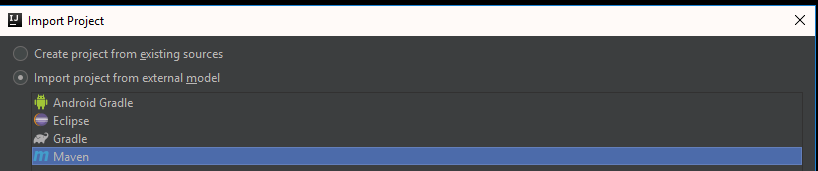 Import Project
Create project from existing sources
Import project from external model
Android Gradle
Eclipse
Gradle
Maven